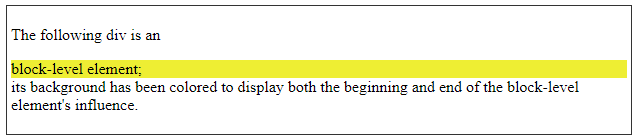 The following div is an
block-level element;
its background has been colored to display both the beginning and end of the block-level
element's influence.